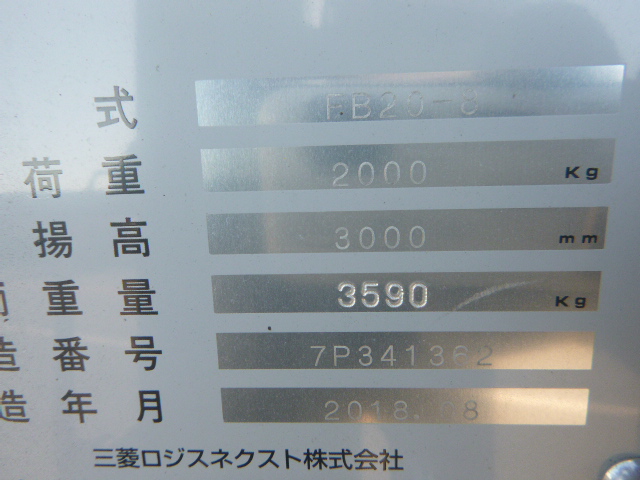 式 FB20-8
荷重 2000 Kg
揚高 3000 mm
重量 3590 Kg
造番号 7P341362
造年月 2018. 8
三菱ロジスネクスト株式会社